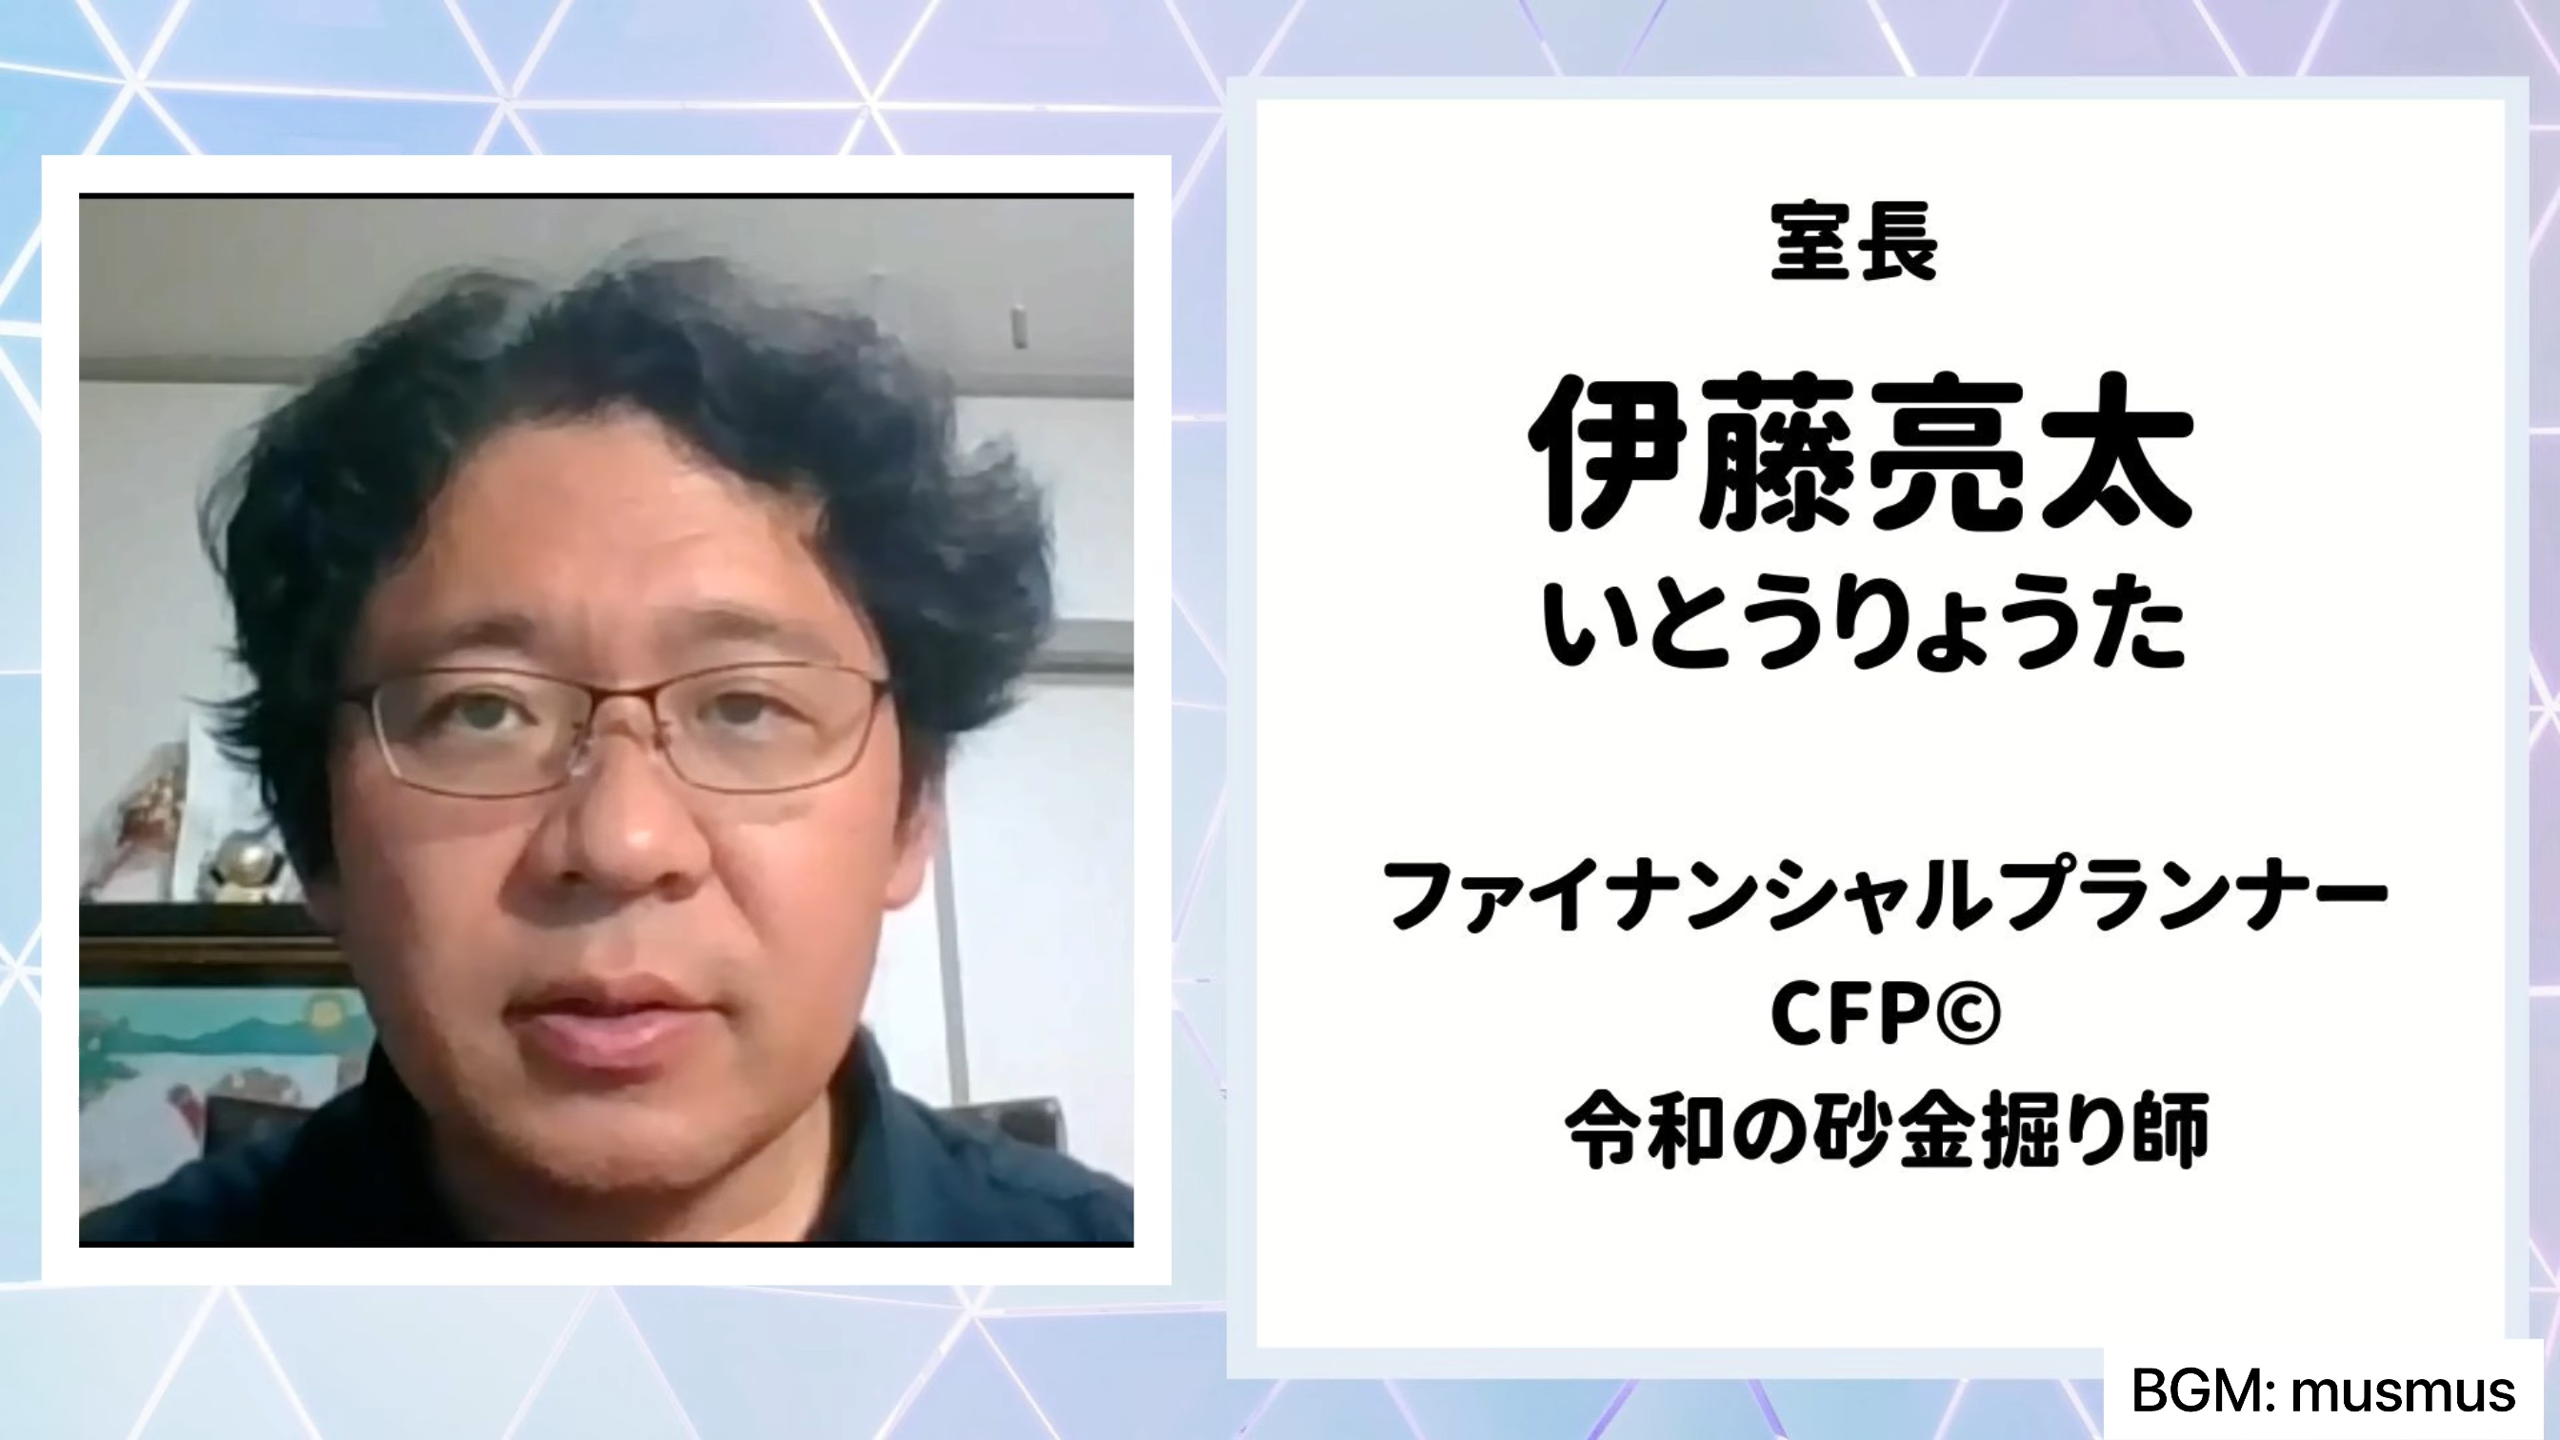 室長
伊藤亮太
いとうりょうた
ファイナンシャルプランナー
CFP©
令和の砂金掘り師
BGM: musmus